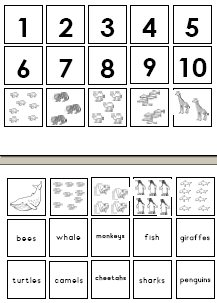 1 2 3 4 5
6 7 8 9 10
bees whale monkeys fish giraffes
turtles camels cheetahs sharks penguins